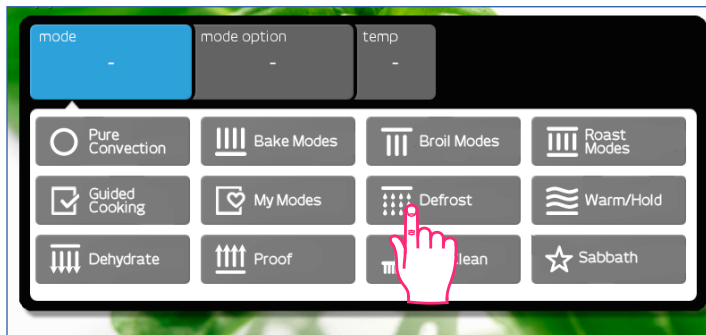 mode
mode option
temp
-
-
-
Pure
Convection
Bake Modes
Broil Modes
Roast
Modes
Guided
Cooking
My Modes
Defrost
Warm/Hold
Dehydrate
Proof
Sabbath